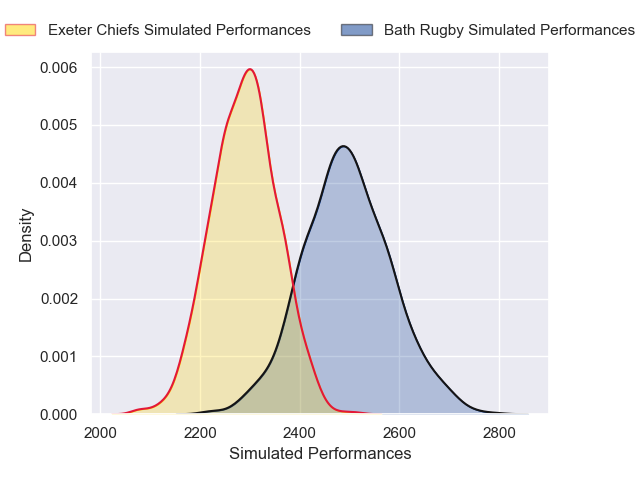 Exeter Chiefs Simulated Performances
Bath Rugby Simulated Performances
0.006
0.005
0.004
0.003
0.002
0.001
0.000
Density
2000 2200 2400 2600 2800
Simulated Performances